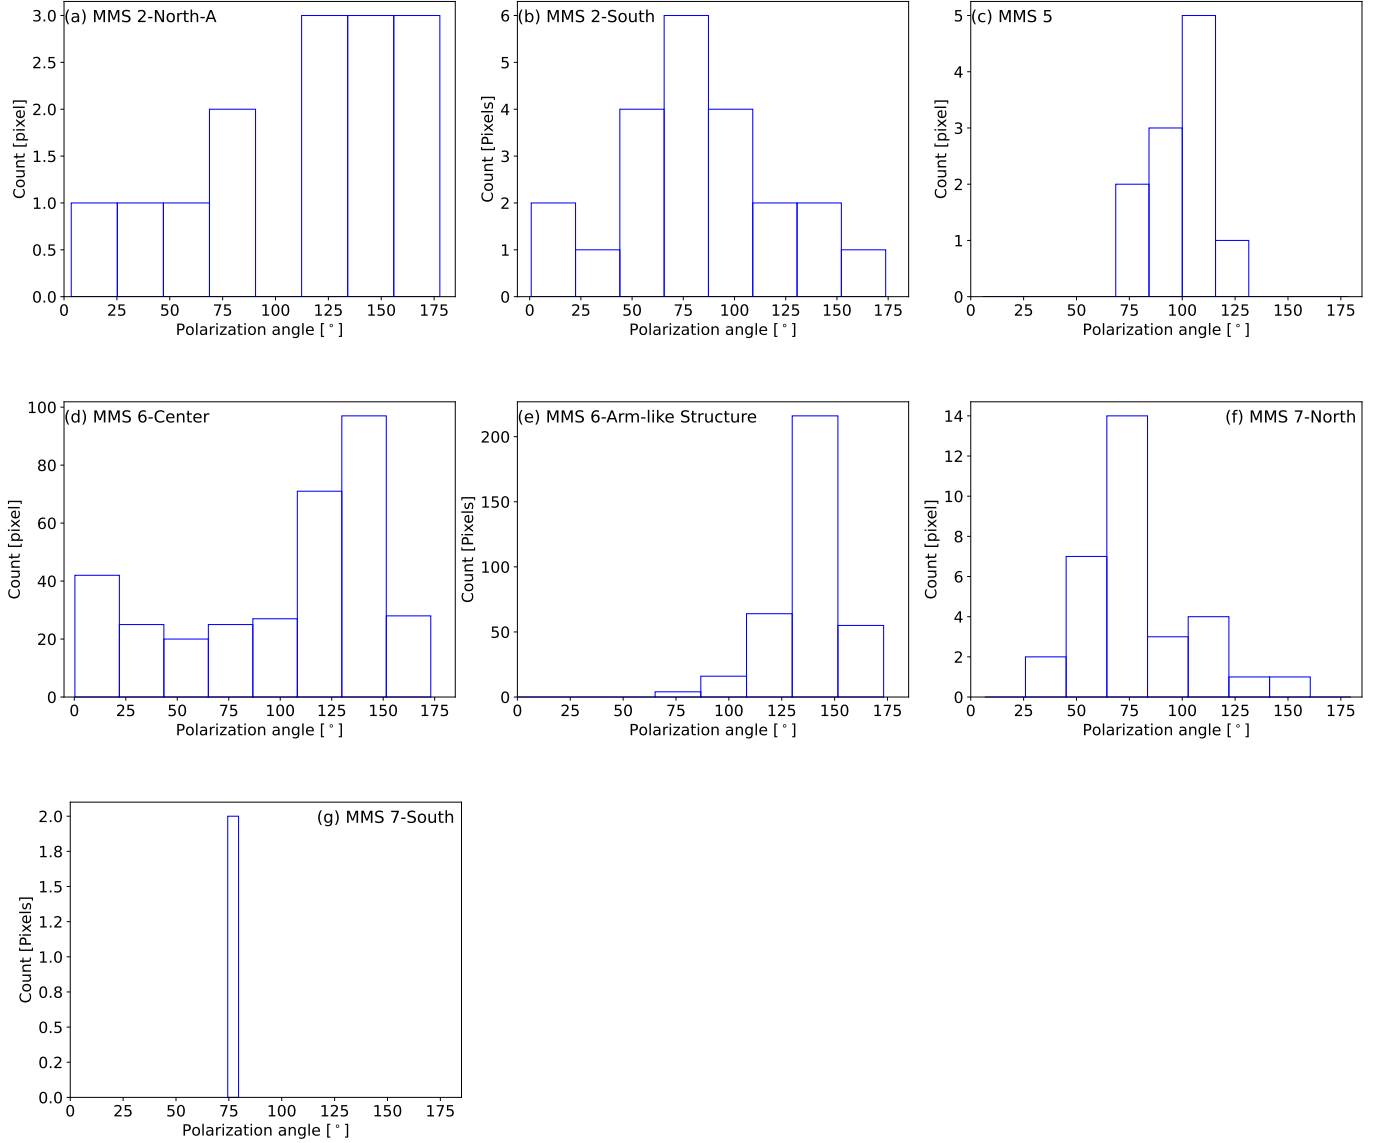 (a) MMS 2-North-A
3.0
2.5
2.0
1.5
1.0
0.5
0.0
Count [pixel]
0 25 50 75 100 125 150 175
Polarization angle [°]
(b) MMS 2-South
6
5
4
3
2
1
0
Count [Pixels]
0 25 50 75 100 125 150 175
Polarization angle [°]
(c) MMS 5
5
4
3
2
1
0
Count [pixel]
0 25 50 75 100 125 150 175
Polarization angle [°]
(d) MMS 6-Center
100
80
60
40
20
0
Count [pixel]
0 25 50 75 100 125 150 175
Polarization angle [°]
(e) MMS 6-Arm-like Structure
200
150
100
50
0
Count [Pixels]
0 25 50 75 100 125 150 175
Polarization angle [°]
(f) MMS 7-North
14
12
10
8
6
4
2
0
Count [pixel]
0 25 50 75 100 125 150 175
Polarization angle [°]
(g) MMS 7-South
2.0
1.8
1.5
1.2
1.0
0.8
0.5
0.2
0.0
Count [Pixels]
0 25 50 75 100 125 150 175
Polarization angle [°]